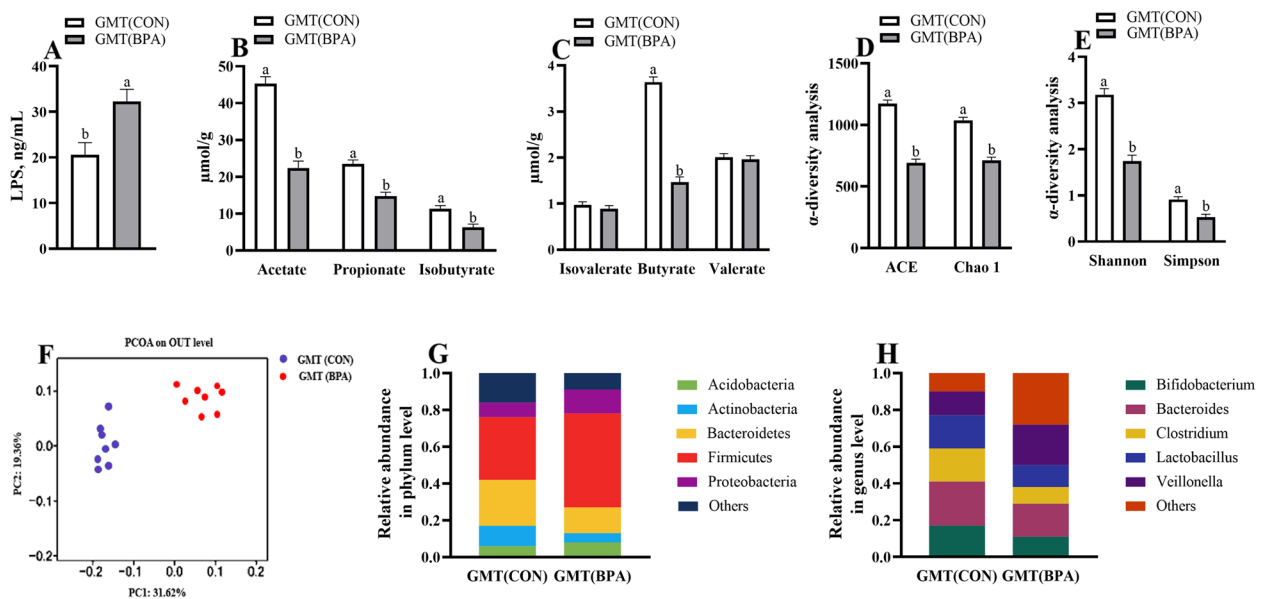 GMT(CON)
GMT(BPA)
A
LPS, ng/mL
40
30
20
10
0
b
a
GMT(CON)
GMT(BPA)
B
μmol/g
50
40
30
20
10
0
a
b
a
b
a
b
Acetate Propionate Isobutyrate
GMT(CON)
GMT(BPA)
C
μmol/g
4
3
2
1
0
a
b
Isovalerate Butyrate Valerate
GMT(CON)
GMT(BPA)
D
α-diversity analysis
1500
1000
500
0
a
b
a
b
ACE Chao 1
GMT(CON)
GMT(BPA)
E
α-diversity analysis
4
3
2
1
0
a
b
a
b
Shannon Simpson
F
PCOA on OUT level
GMT (CON)
GMT (BPA)
PC2: 19.36%
0.1
0.0
−0.1
−0.2
−0.2 −0.1 0.0 0.1 0.2
PC1: 31.62%
G
Relative abundance
in phylum level
1.0
0.8
0.6
0.4
0.2
0.0
GMT(CON) GMT(BPA)
Acidobacteria
Actinobacteria
Bacteroidetes
Firmicutes
Proteobacteria
Others
H
Relative abundance
in genus level
1.0
0.8
0.6
0.4
0.2
0.0
GMT(CON) GMT(BPA)
Bifidobacterium
Bacteroides
Clostridium
Lactobacillus
Veillonella
Others